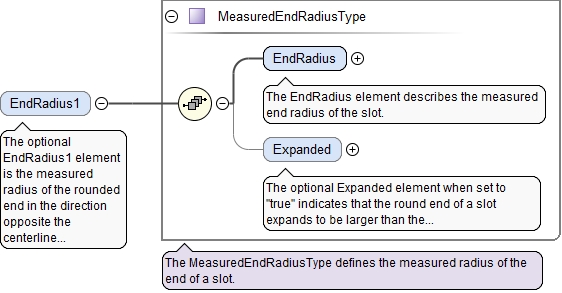 MeasuredEndRadiusType
EndRadius
The EndRadius element describes the measured
end radius of the slot.
EndRadius1
The optional
EndRadius1 element
is the measured
radius of the rounded
end in the direction
opposite the
centerline...
Expanded
The optional Expanded element when set to
"true" indicates that the round end of a slot
expands to be larger than the...
The MeasuredEndRadiusType defines the measured radius of the
end of a slot.